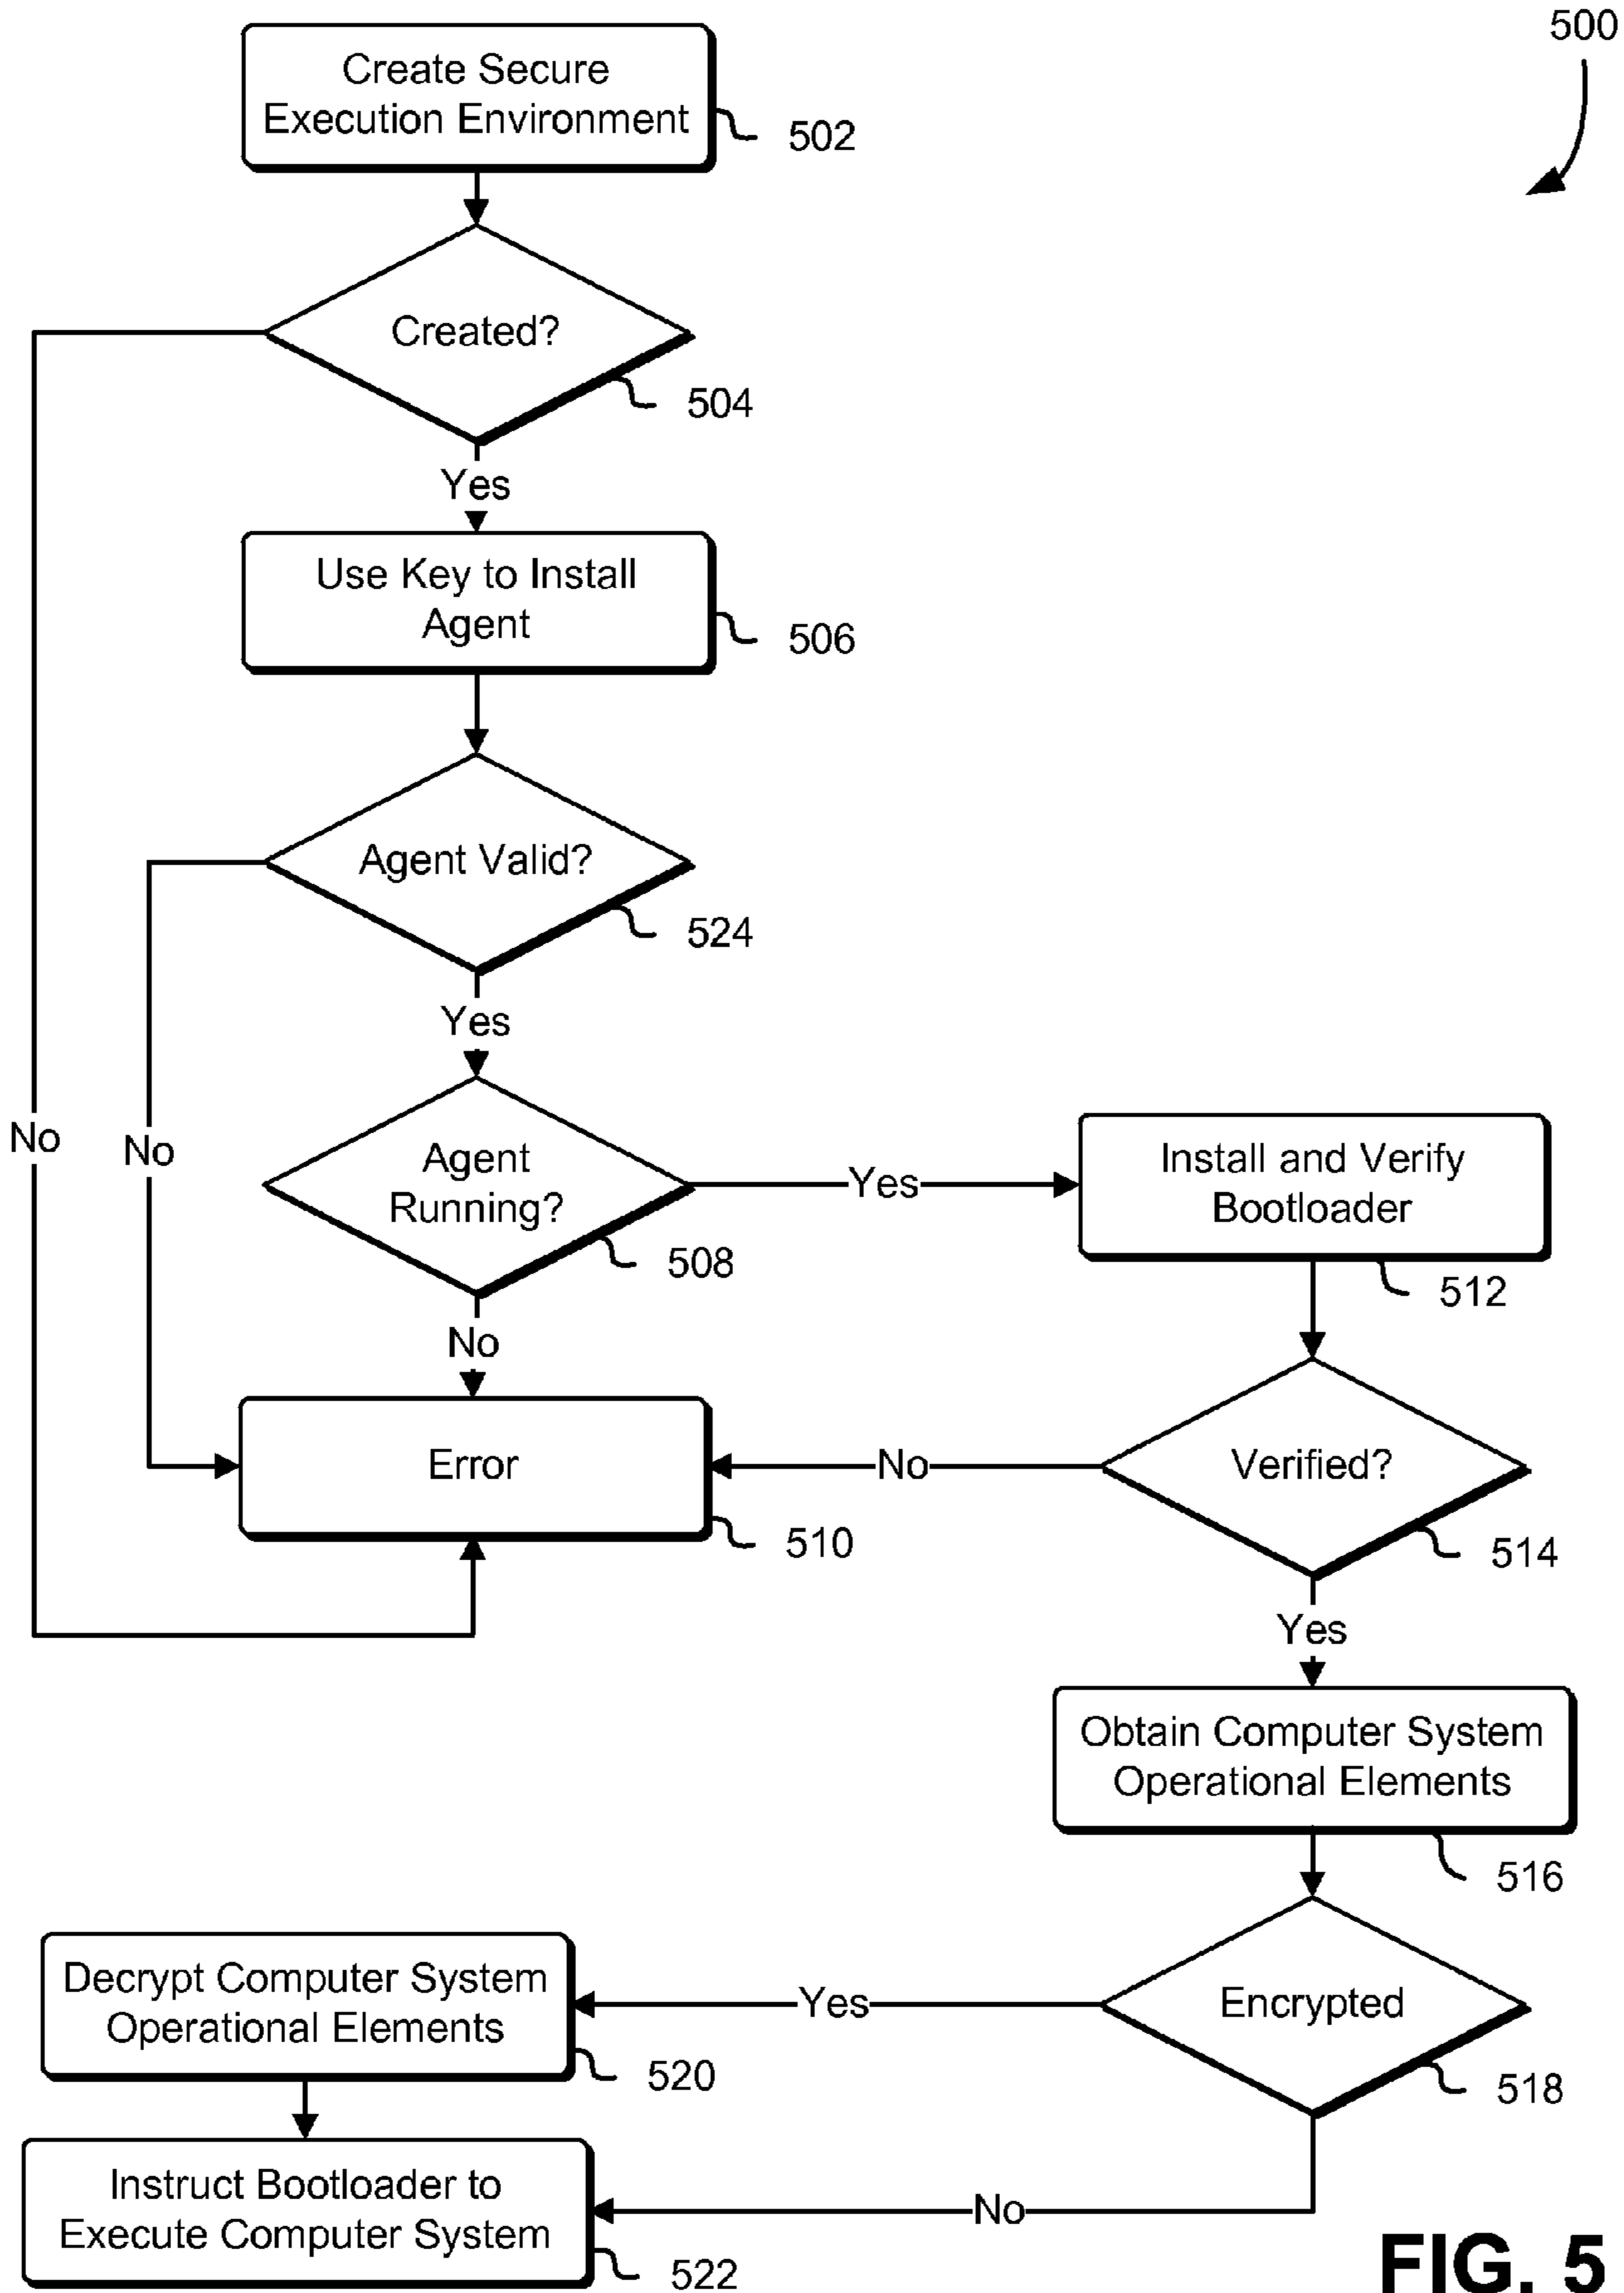 500
Create Secure
Execution Environment
502
Created?
504
Yes
Use Key to Install
Agent
506
Agent Valid?
524
Yes
No
No
Agent
Running?
508
Yes
Install and Verify
Bootloader
512
No
Error
510
No
Verified?
514
Yes
Obtain Computer System
Operational Elements
516
Encrypted
518
Yes
Decrypt Computer System
Operational Elements
520
No
Instruct Bootloader to
Execute Computer System
522
FIG. 5